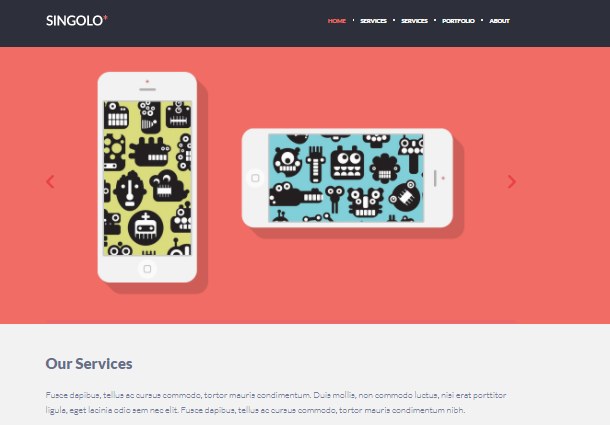 SINGOLO*
HOME • SERVICES • SERVICES • PORTFOLIO • ABOUT
Our Services
Fusce dapibus, tellus ac cursus commodo, tortor mauris condimentum. Duis mollis, non commodo luctus, nisi erat porttitor
ligula, eget lacinia odio sem nec elit. Fusce dapibus, tellus ac cursus commodo, tortor mauris condimentum nibh.